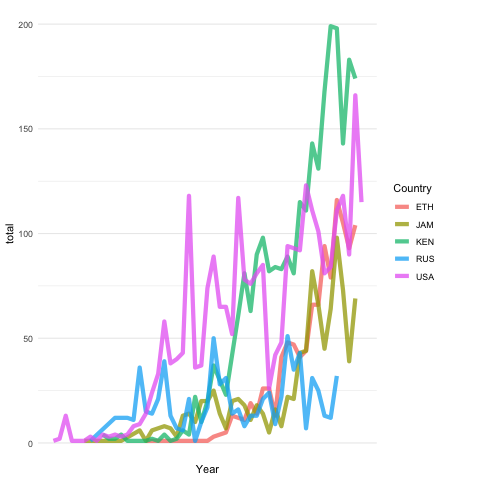 200
150
100
50
0
total
Year
Country
ETH
JAM
KEN
RUS
USA